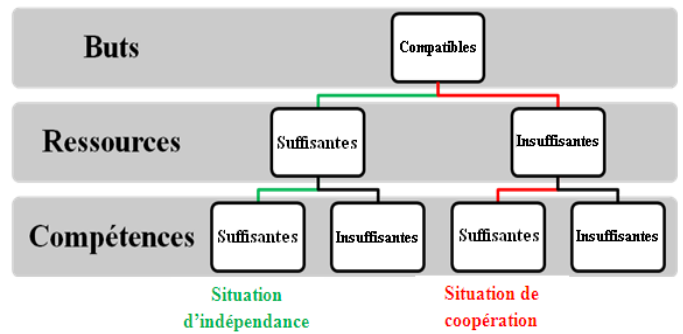 Buts
Compatibles
Ressources
Suffisantes
Insuffisantes
Compétences
Suffisantes
Insuffisantes
Suffisantes
Insuffisantes
Situation
d'indépendance
Situation de
coopération